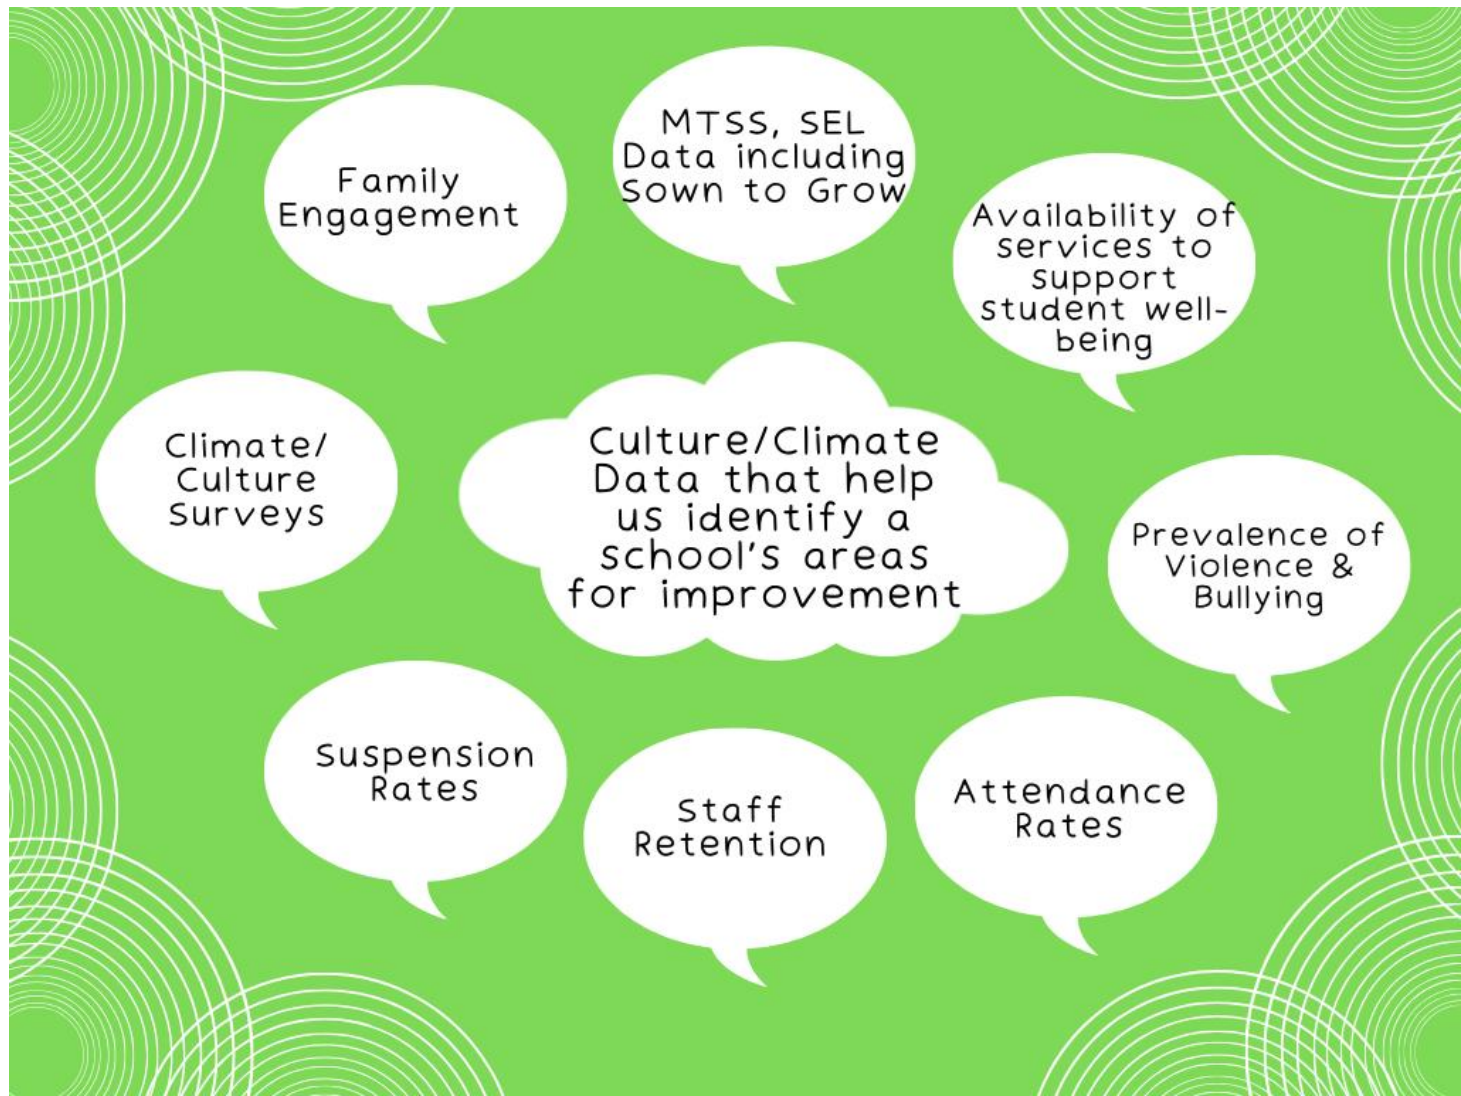 Family
Engagement
MTSS, SEL
Data including
Sown to Grow
Availability of
services to
support
student well-
being
Climate/
Culture
Surveys
Culture/Climate
Data that help
us identify a
school's areas
for improvement
Prevalence of
Violence &
Bullying
Suspension
Rates
Staff
Retention
Attendance
Rates